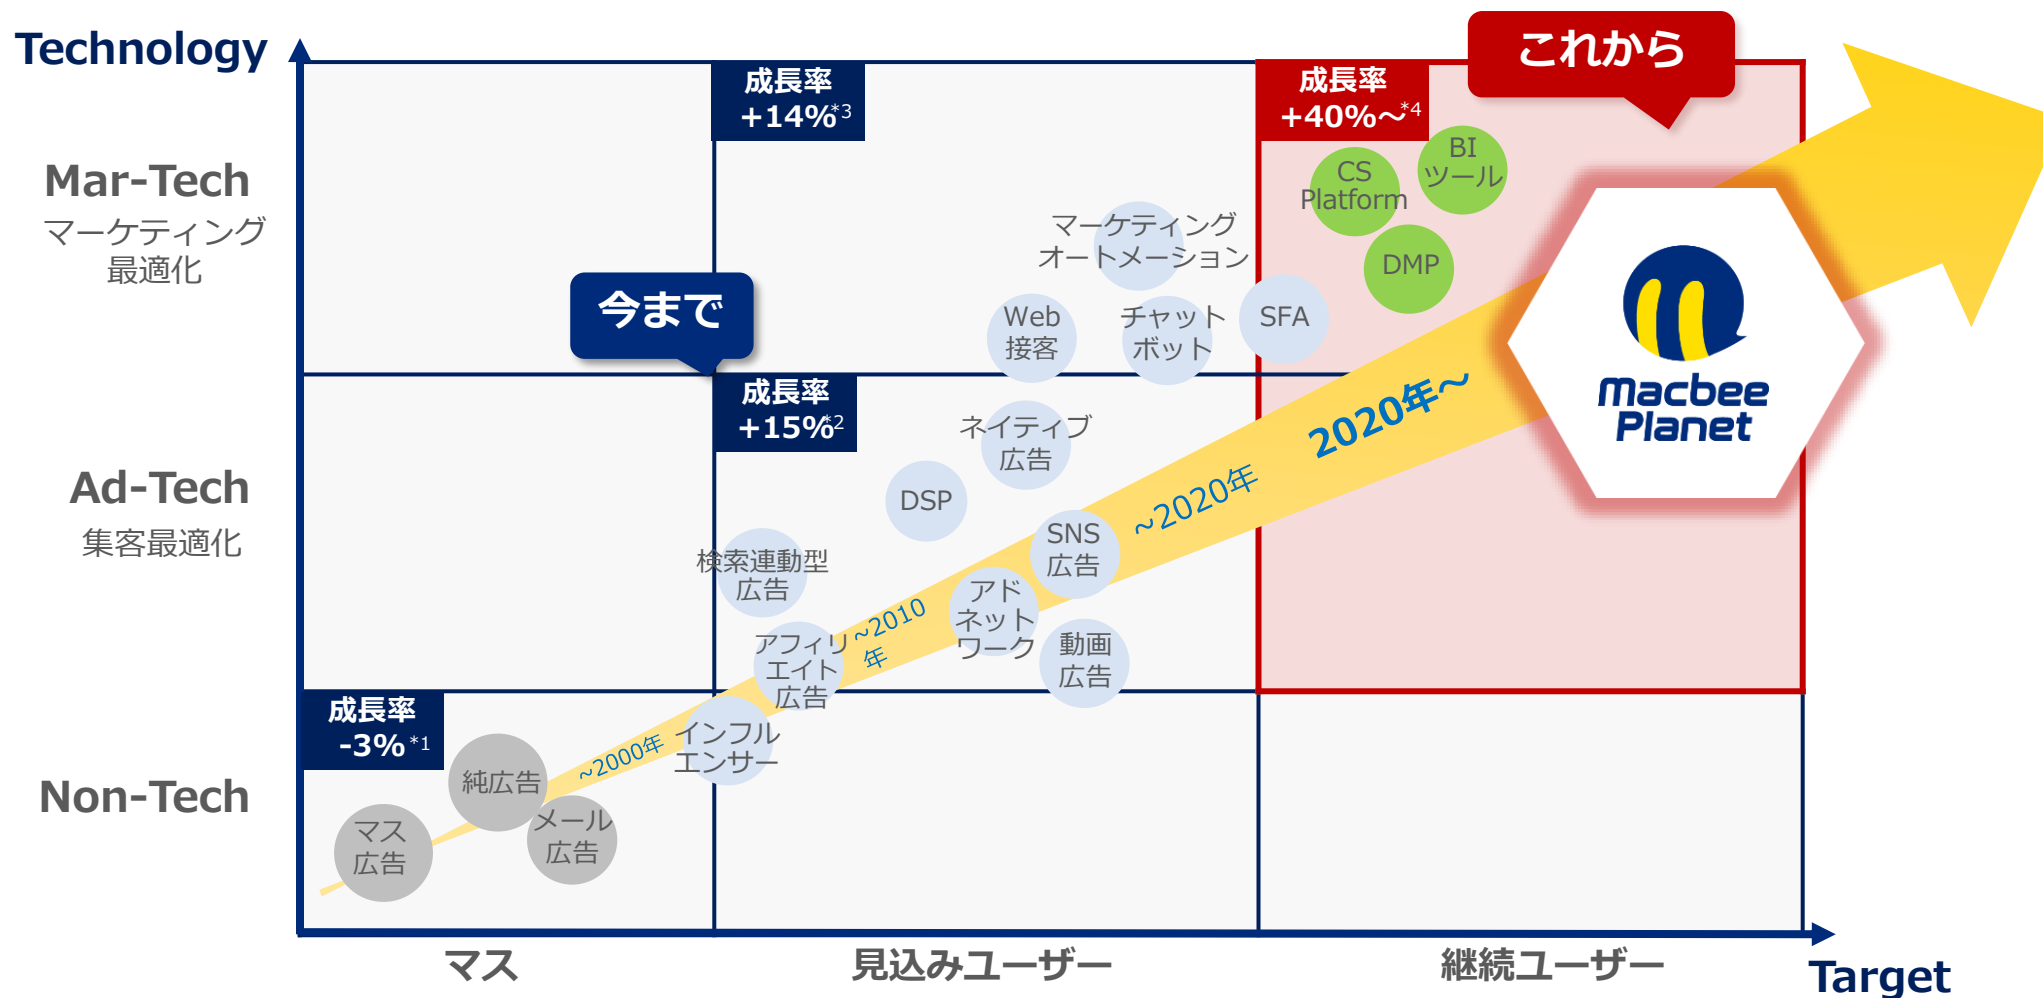 Technology
これから
成長率
+14%*3
成長率
+40%～*4
Mar-Tech
マーケティング
最適化
CS
Platform
BI
ツール
DMP
マーケティング
オートメーション
Web
接客
チャット
ボット
SFA
今まで
macbee
Planet
成長率
+15%*2
2020年～
Ad-Tech
集客最適化
ネイティブ
広告
DSP
~2020年
SNS
広告
検索連動型
広告
アド
ネット
ワーク
~2010
年
アフィリ
エイト
広告
動画
広告
成長率
-3%*1
~2000年
インフル
エンサー
Non-Tech
純広告
マス
広告
メール
広告
マス
見込みユーザー
継続ユーザー
Target